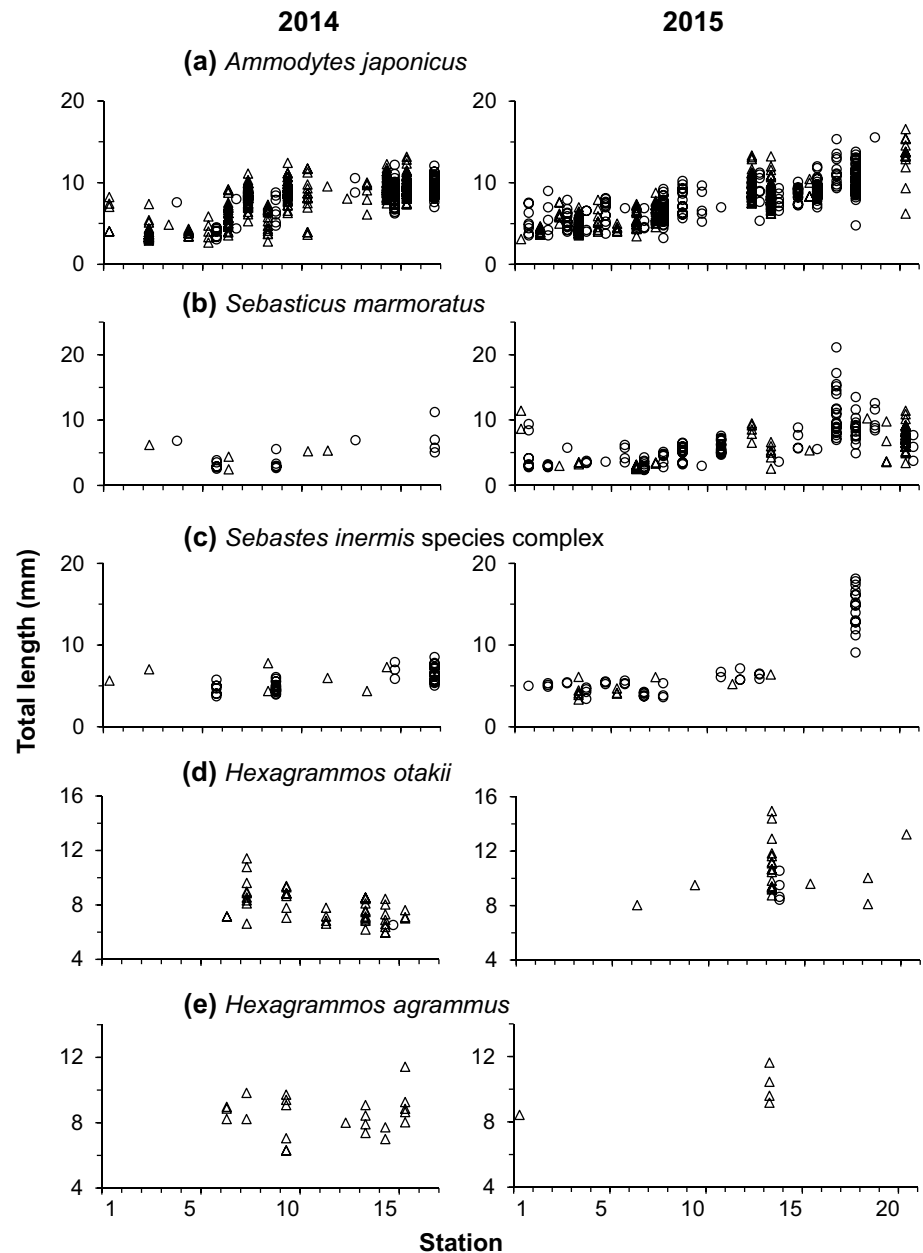 2014 2015
(a) Ammodytes japonicus
20 20
10 10
0 0
(b) Sebasticus marmoratus
20 20
10 10
0 0
(c) Sebastes inermis species complex
20 20
10 10
0 0
Total length (mm)
(d) Hexagrammos otakii
16 16
12 12
8 8
4 4
(e) Hexagrammos agrammus
12 12
8 8
4 4
1 5 10 15 1 5 10 15 20
Station